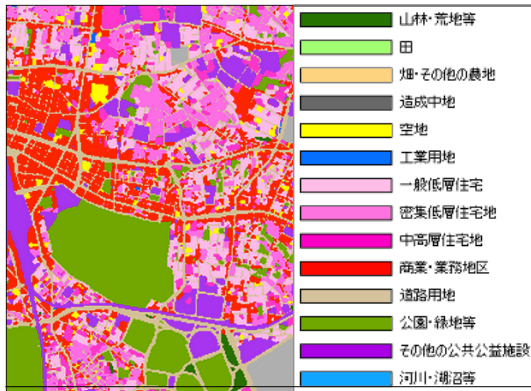 山林・荒地等
田
畑・その他の農地
造成中地
空地
工業用地
一般低層住宅
密集低層住宅地
中高層住宅地
商業・業務地区
道路用地
公園・緑地等
その他の公共公益施設
河川・湖沼等